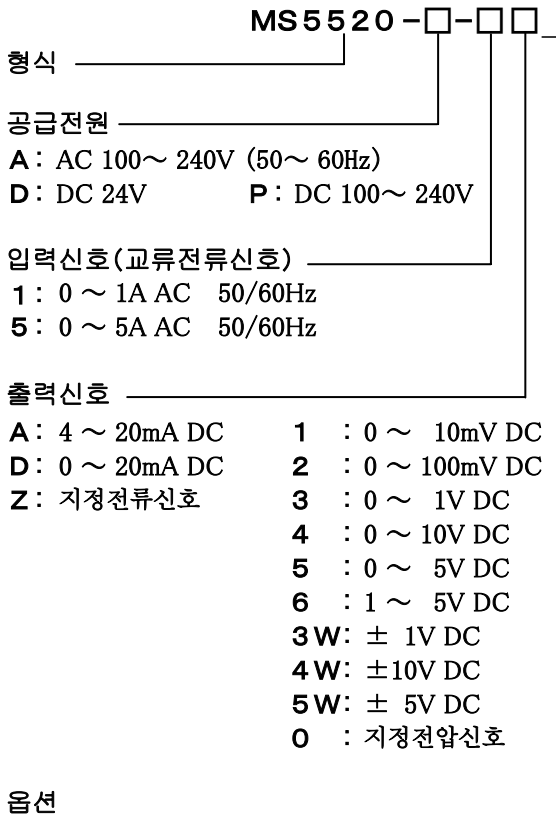 MS5520-□-□□_
형식
공급전원
A: AC 100～240V (50～60Hz)
D: DC 24V P: DC 100～240V
입력신호(교류전류신호)
1: 0 ～ 1A AC 50/60Hz
5: 0 ～ 5A AC 50/60Hz
출력신호
A: 4 ～ 20mA DC 1 : 0 ～ 10mV DC
D: 0 ～ 20mA DC 2 : 0 ～ 100mV DC
Z: 지정전류신호 3 : 0 ～ 1V DC
4 : 0 ～ 10V DC
5 : 0 ～ 5V DC
6 : 1 ～ 5V DC
3W: ± 1V DC
4W: ±10V DC
5W: ± 5V DC
0 : 지정전압신호
옵션